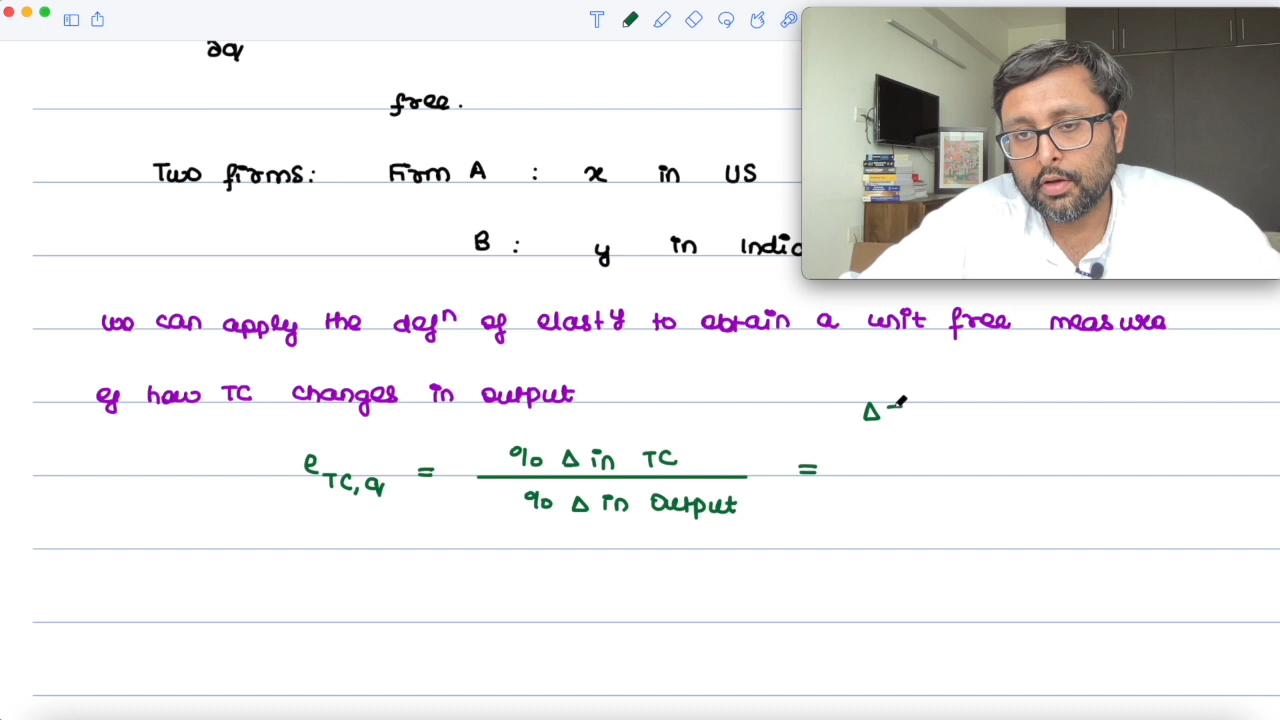 ∂q
free.
Two firms: Firm A : x in US
B : y in India
we can apply the defn of elasty to obtain a unit free measure
of how TC changes in output
e TC,q = % Δ in TC / % Δ in output =
Δ